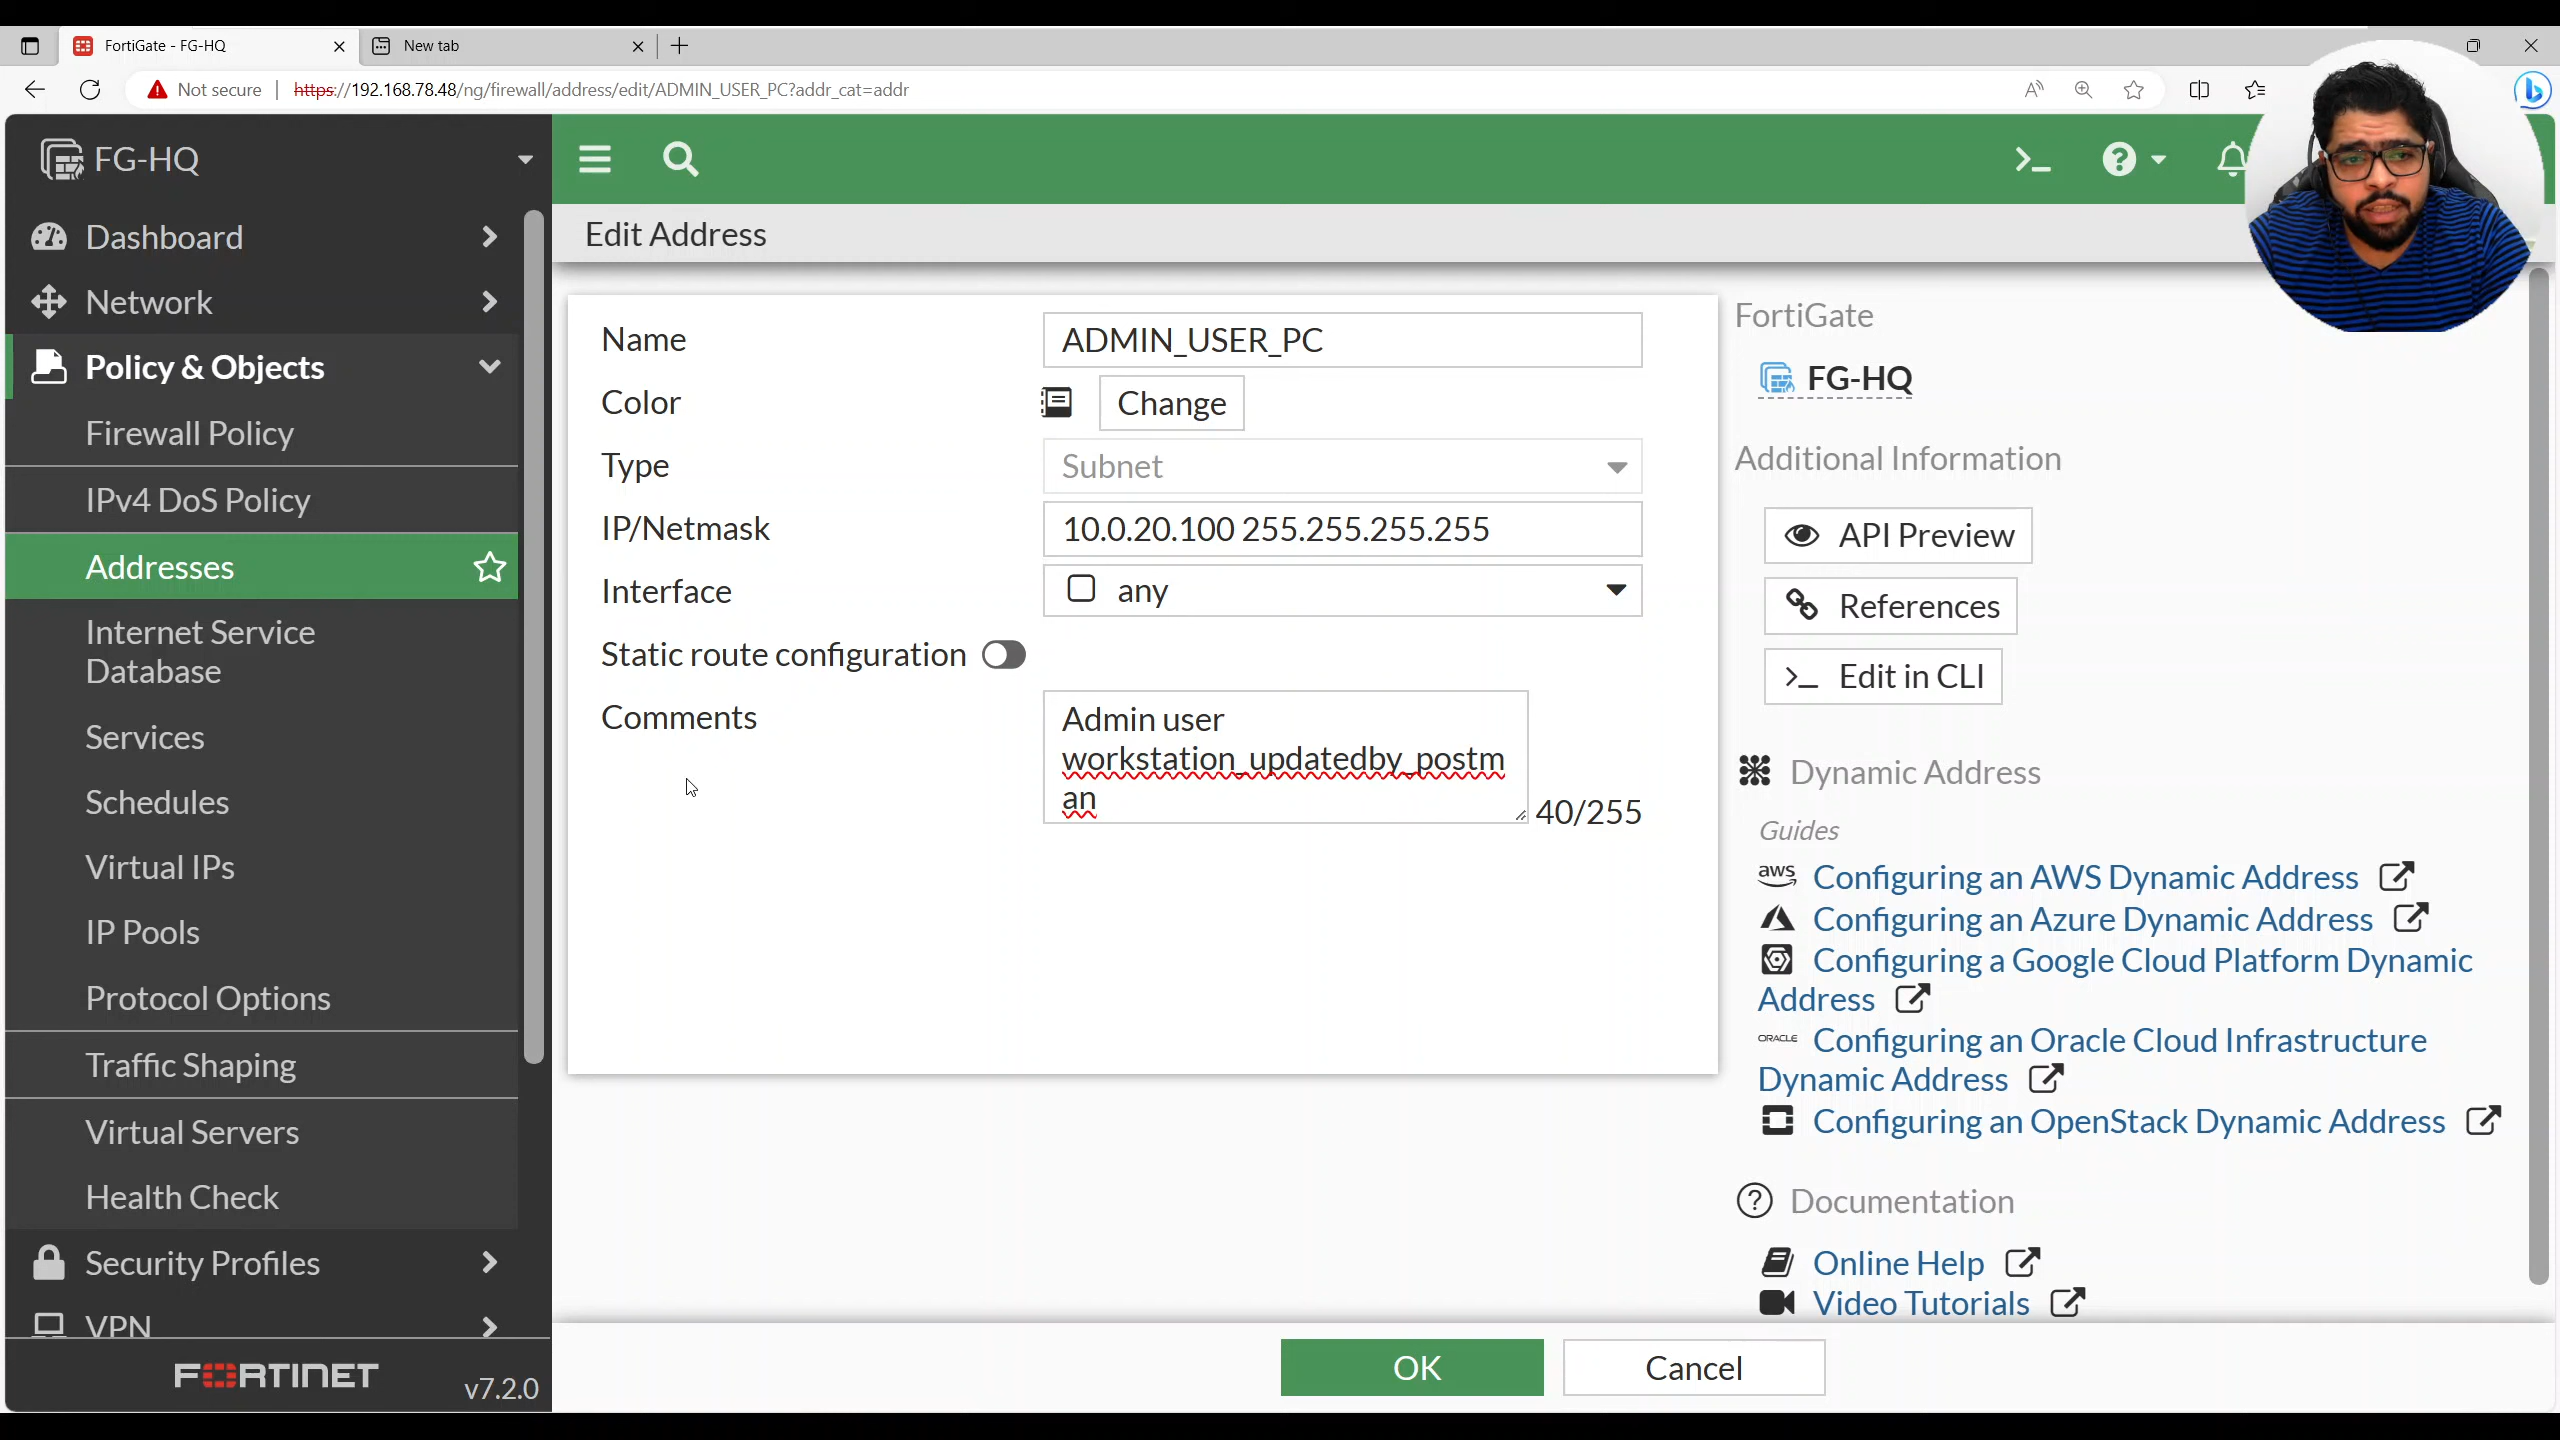 FortiGate - FG-HQ
New tab
Not secure
https://192.168.78.48/ng/firewall/address/edit/ADMIN_USER_PC?addr_cat=addr
FG-HQ
Dashboard
Network
Policy & Objects
Firewall Policy
IPv4 DoS Policy
Addresses
Internet Service
Database
Services
Schedules
Virtual IPs
IP Pools
Protocol Options
Traffic Shaping
Virtual Servers
Health Check
Security Profiles
VPN
FORTINET
v7.2.0
Edit Address
Name
ADMIN_USER_PC
Color
Change
Type
Subnet
IP/Netmask
10.0.20.100 255.255.255.255
Interface
any
Static route configuration
Comments
Admin user
workstation_updatedby_postm
an
40/255
FortiGate
FG-HQ
Additional Information
API Preview
References
>_ Edit in CLI
Dynamic Address
Guides
aws Configuring an AWS Dynamic Address
Configuring an Azure Dynamic Address
Configuring a Google Cloud Platform Dynamic
Address
ORACLE Configuring an Oracle Cloud Infrastructure
Dynamic Address
Configuring an OpenStack Dynamic Address
Documentation
Online Help
Video Tutorials
OK
Cancel